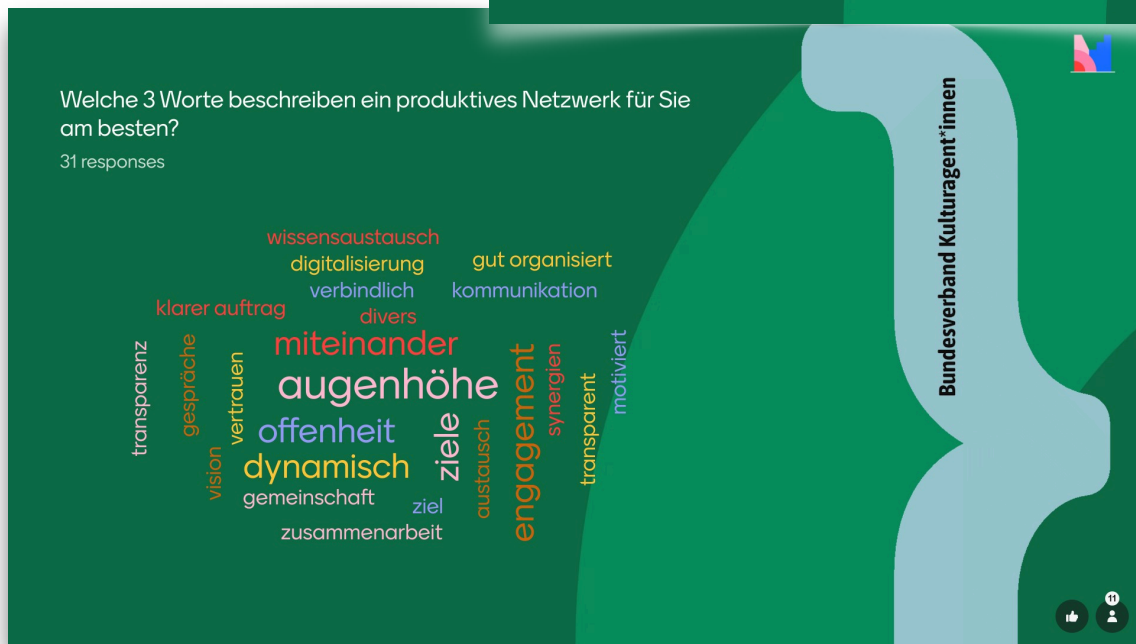 Welche 3 Worte beschreiben ein produktives Netzwerk für Sie
am besten?
31 responses
wissensaustausch
digitalisierung
gut organisiert
verbindlich
kommunikation
klarer auftrag
divers
miteinander
transparenz
gespräche
vertrauen
augenhöhe
engagement
synergien
transparent
motiviert
offenheit
ziele
austausch
vision
dynamisch
gemeinschaft
ziel
zusammenarbeit
Bundesverband Kulturagent*innen
11